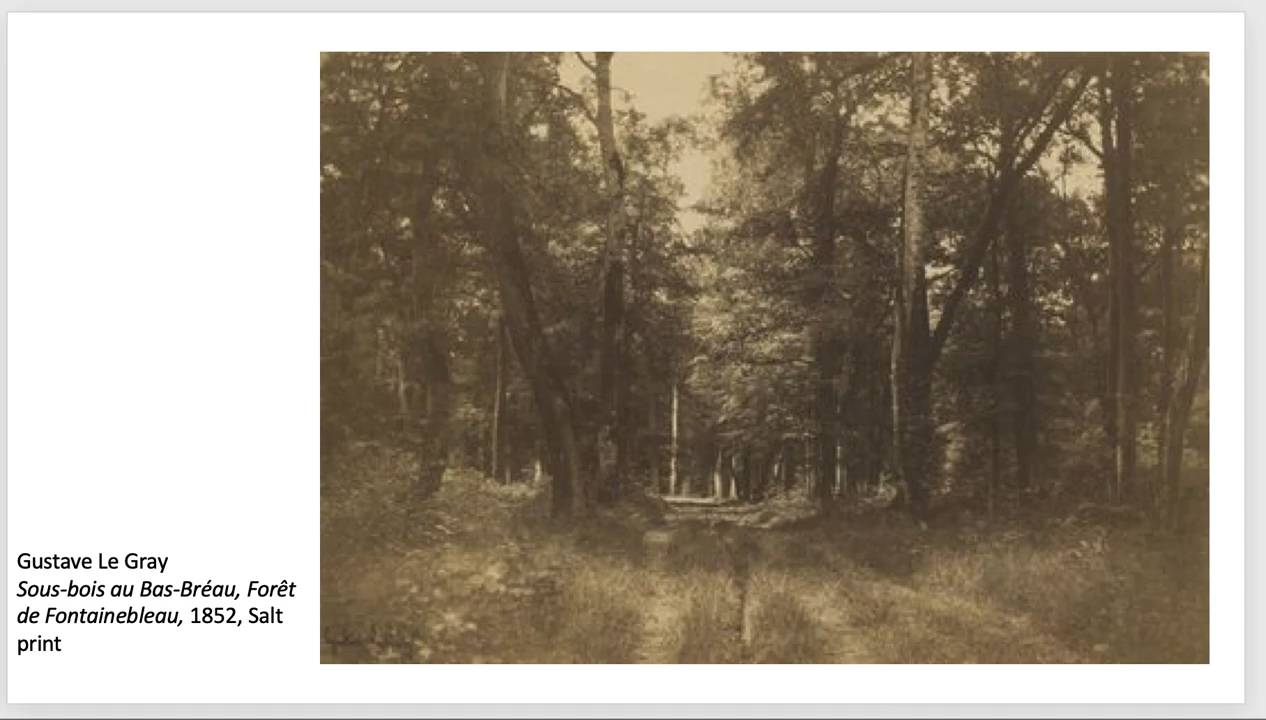 Gustave Le Gray
Sous-bois au Bas-Bréau, Forêt
de Fontainebleau, 1852, Salt
print